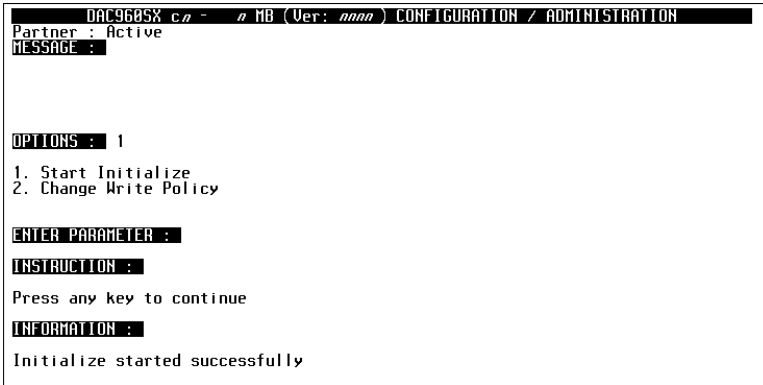 DAC960SX cn - n MB (Ver: nnnn) CONFIGURATION / ADMINISTRATION
Partner : Active
MESSAGE :
OPTIONS : 1
1. Start Initialize
2. Change Write Policy
ENTER PARAMETER :
INSTRUCTION :
Press any key to continue
INFORMATION :
Initialize started successfully